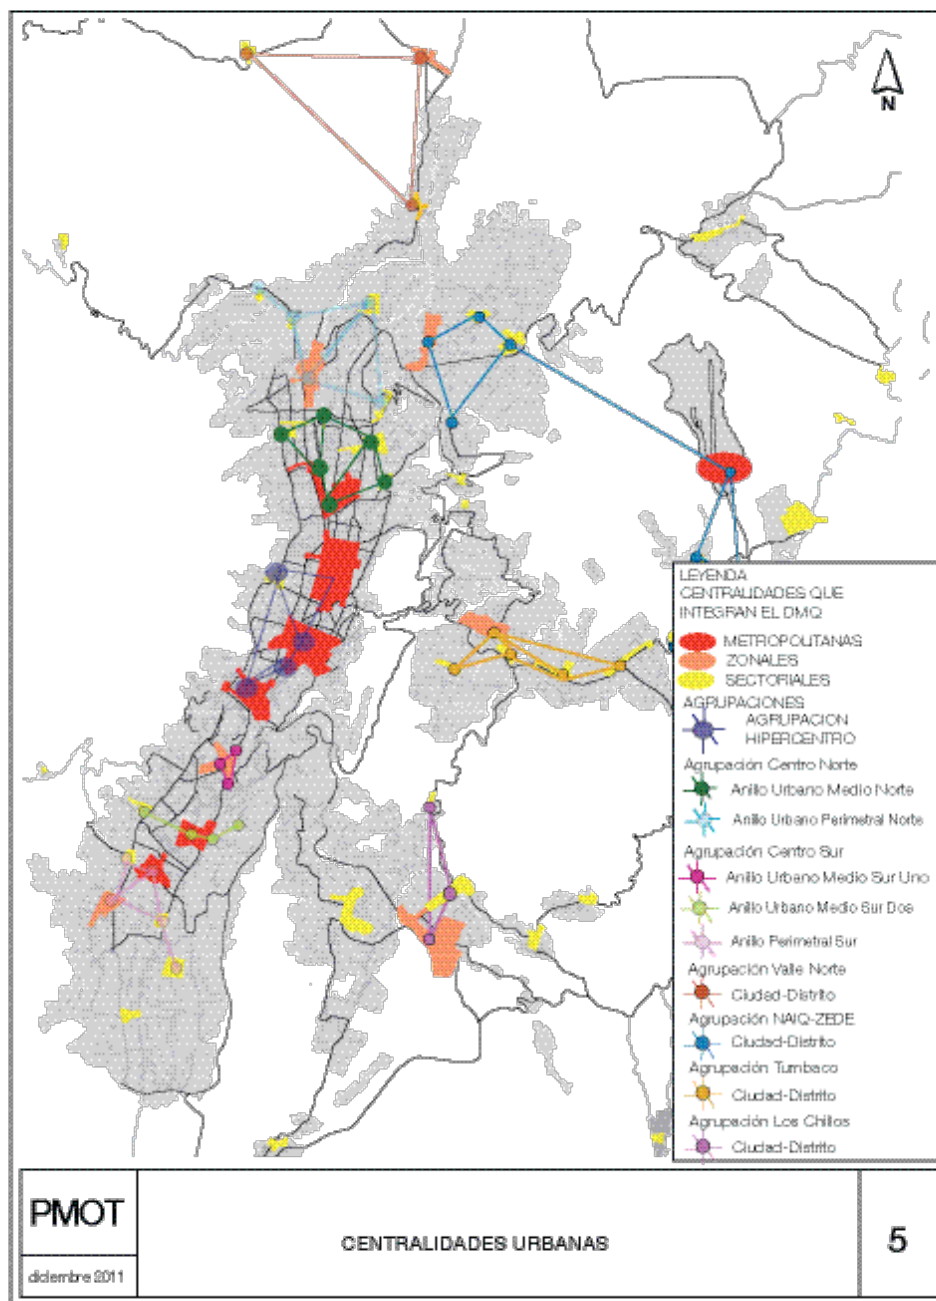 N
LEYENDA
CENTRALIDADES QUE
INTEGRAN EL DMQ
METROPOLITANAS
ZONALES
SECTORIALES
AGRUPACIONES
AGRUPACION
HIPERCENTRO
Agrupación Centro Norte
Anillo Urbano Medio Norte
Anillo Urbano Perimetral Norte
Agrupación Centro Sur
Anillo Urbano Medio Sur Uno
Anillo Urbano Medio Sur Dos
Anillo Perimetral Sur
Agrupación Valle Norte
Ciudad-Distrito
Agrupación NAIQ-ZEDE
Ciudad-Distrito
Agrupación Tumbaco
Ciudad-Distrito
Agrupación Los Chillos
Ciudad-Distrito
PMOT
diciembre 2011
CENTRALIDADES URBANAS
5